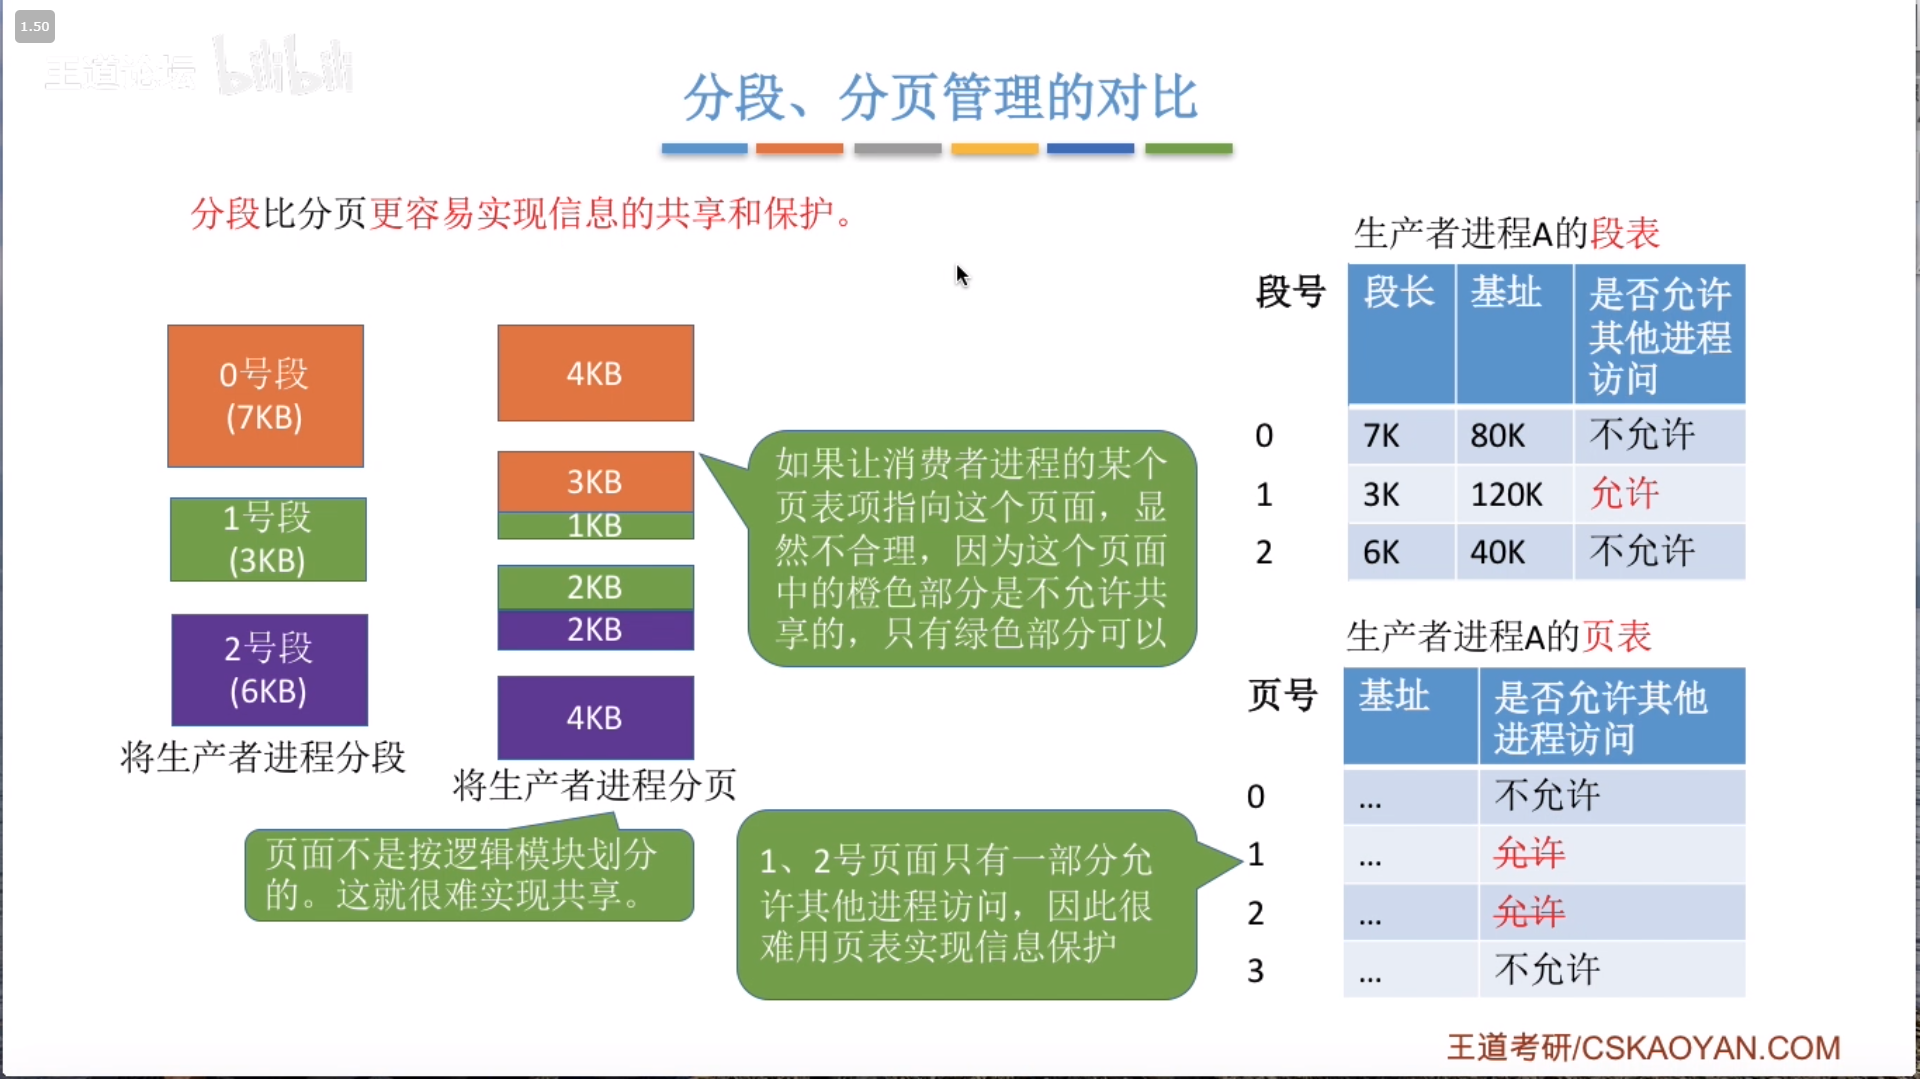 1.50
王道论坛 bilibili
分段、分页管理的对比
分段比分页更容易实现信息的共享和保护。
0号段
(7KB)
1号段
(3KB)
2号段
(6KB)
将生产者进程分段
4KB
3KB
1KB
2KB
2KB
4KB
将生产者进程分页
如果让消费者进程的某个
页表项指向这个页面，显
然不合理，因为这个页面
中的橙色部分是不允许共
享的，只有绿色部分可以
页面不是按逻辑模块划分
的。这就很难实现共享。
1、2号页面只有一部分允
许其他进程访问，因此很
难用页表实现信息保护
生产者进程A的段表
段号 段长 基址 是否允许
其他进程
访问
0 7K 80K 不允许
1 3K 120K 允许
2 6K 40K 不允许
生产者进程A的页表
页号 基址 是否允许其他
进程访问
0 ... 不允许
1 ... 允许
2 ... 允许
3 ... 不允许
王道考研/CSKAOYAN.COM